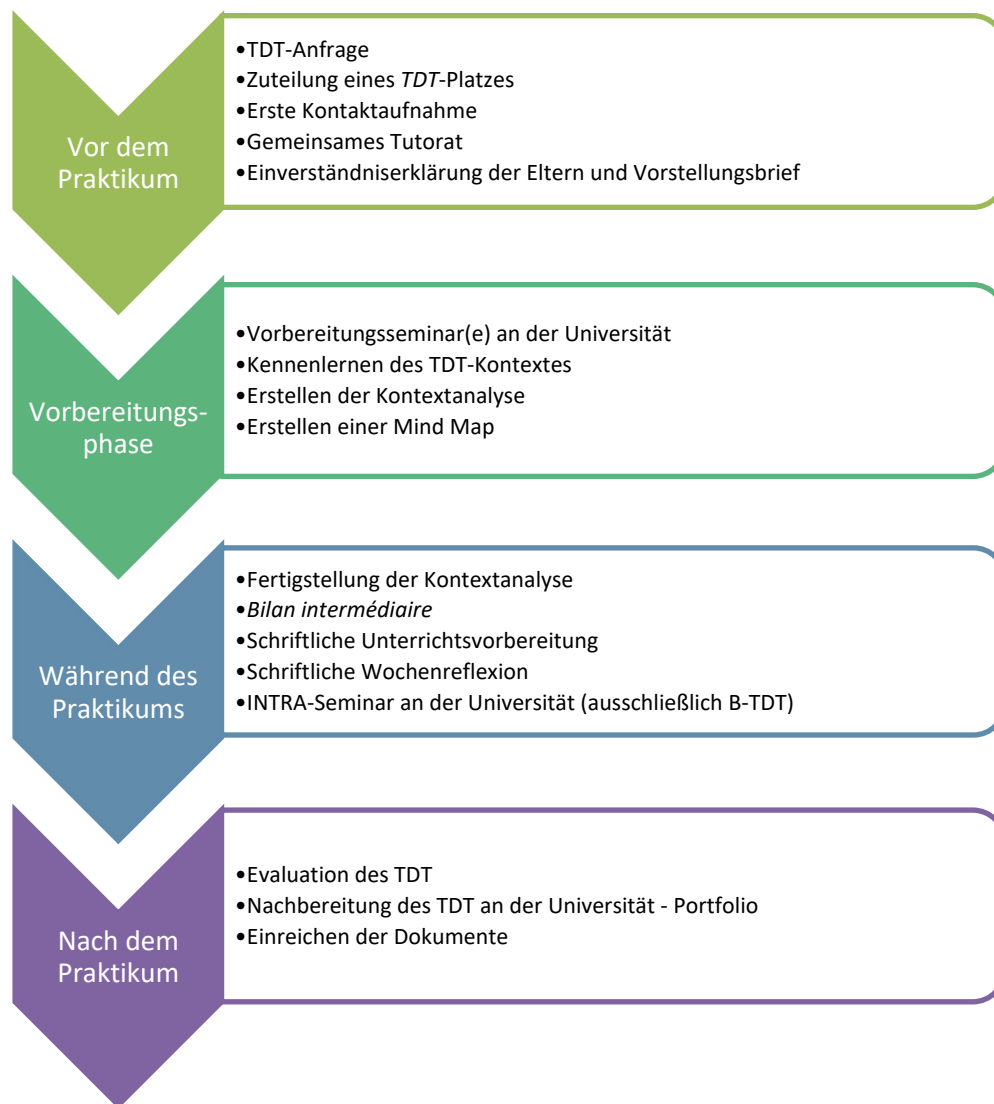 Vor dem
Praktikum
•TDT-Anfrage
•Zuteilung eines TDT-Platzes
•Erste Kontaktaufnahme
•Gemeinsames Tutorat
•Einverständniserklärung der Eltern und Vorstellungsbrief
Vorbereitungs-
phase
•Vorbereitungsseminar(e) an der Universität
•Kennenlernen des TDT-Kontextes
•Erstellen der Kontextanalyse
•Erstellen einer Mind Map
Während des
Praktikums
•Fertigstellung der Kontextanalyse
•Bilan intermédiaire
•Schriftliche Unterrichtsvorbereitung
•Schriftliche Wochenreflexion
•INTRA-Seminar an der Universität (ausschließlich B-TDT)
Nach dem
Praktikum
•Evaluation des TDT
•Nachbereitung des TDT an der Universität - Portfolio
•Einreichen der Dokumente